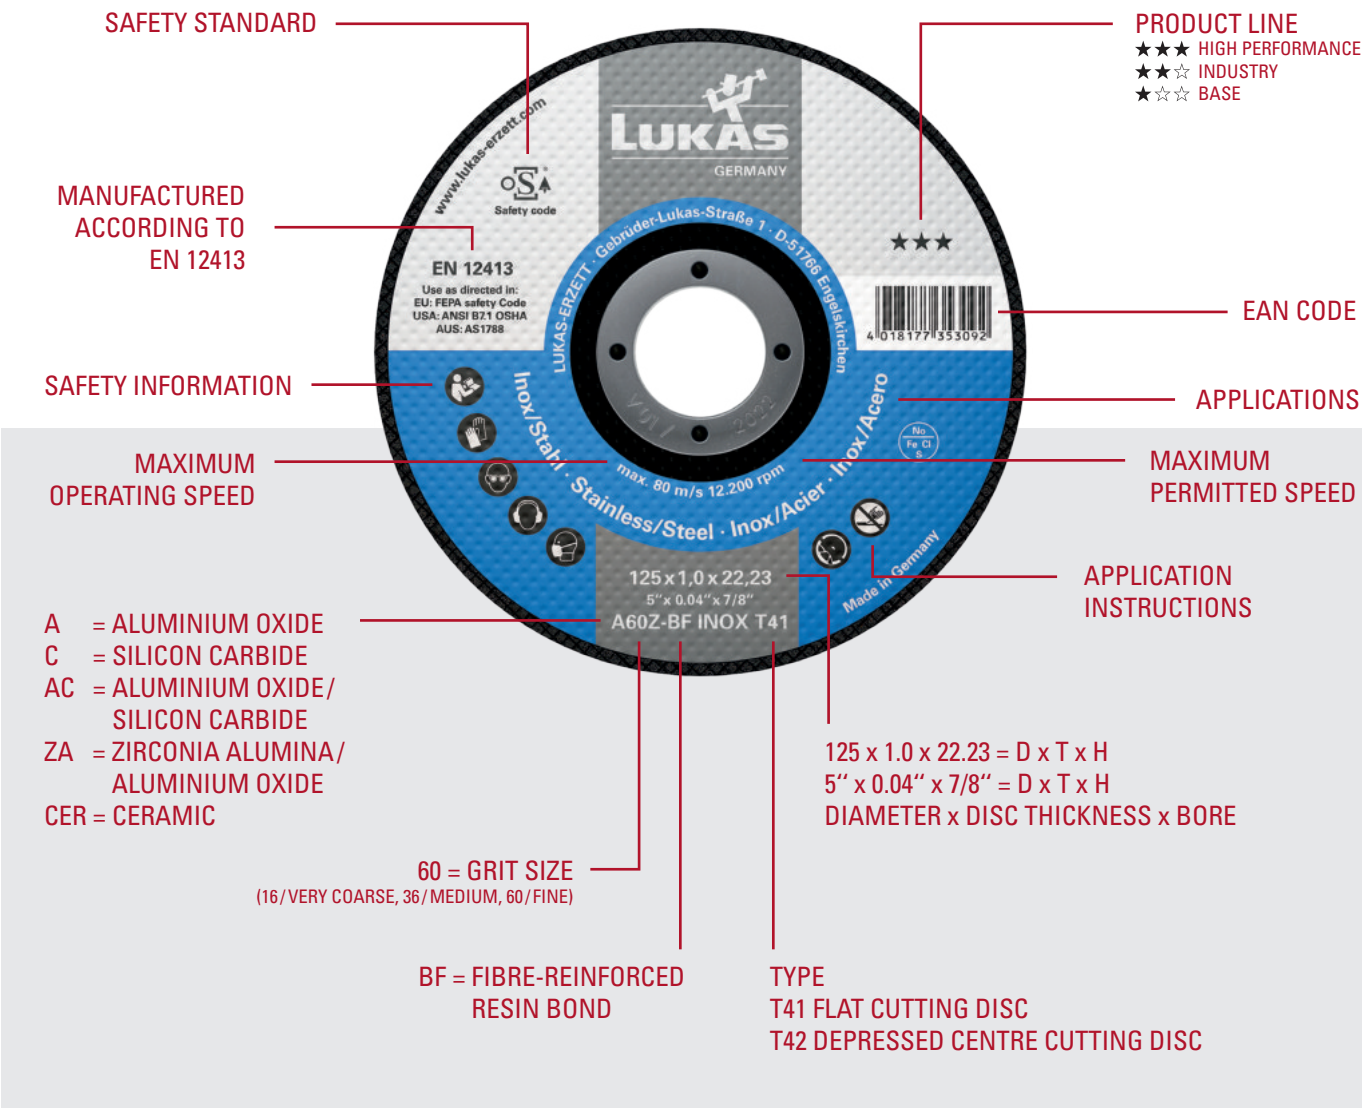 SAFETY STANDARD
PRODUCT LINE
★★★ HIGH PERFORMANCE
★★☆ INDUSTRY
★☆☆ BASE
MANUFACTURED
ACCORDING TO
EN 12413
EAN CODE
SAFETY INFORMATION
APPLICATIONS
MAXIMUM
OPERATING SPEED
MAXIMUM
PERMITTED SPEED
APPLICATION
INSTRUCTIONS
www.lukas-erzett.com
LUKAS
GERMANY
OSA
Safety code
EN 12413
Use as directed in:
EU: FEPA safety Code
USA: ANSI B7.1 OSHA
AUS: AS1788
★★★
4 018177 353092
LUKAS-ERZETT · Gebrüder-Lukas-Straße 1 · D-51766 Engelskirchen
V04 / 2022
max. 80 m/s 12.200 rpm
Inox/Stahl · Stainless/Steel · Inox/Acier · Inox/Acero
No
Fe Cl
S
Made in Germany
125 x 1,0 x 22,23
5“x 0.04“x 7/8“
A60Z-BF INOX T41
A = ALUMINIUM OXIDE
C = SILICON CARBIDE
AC = ALUMINIUM OXIDE/
SILICON CARBIDE
ZA = ZIRCONIA ALUMINA/
ALUMINIUM OXIDE
CER = CERAMIC
125 x 1.0 x 22.23 = D x T x H
5‘‘ x 0.04‘‘ x 7/8‘‘ = D x T x H
DIAMETER x DISC THICKNESS x BORE
60 = GRIT SIZE
(16/VERY COARSE, 36/MEDIUM, 60/FINE)
BF = FIBRE-REINFORCED
RESIN BOND
TYPE
T41 FLAT CUTTING DISC
T42 DEPRESSED CENTRE CUTTING DISC